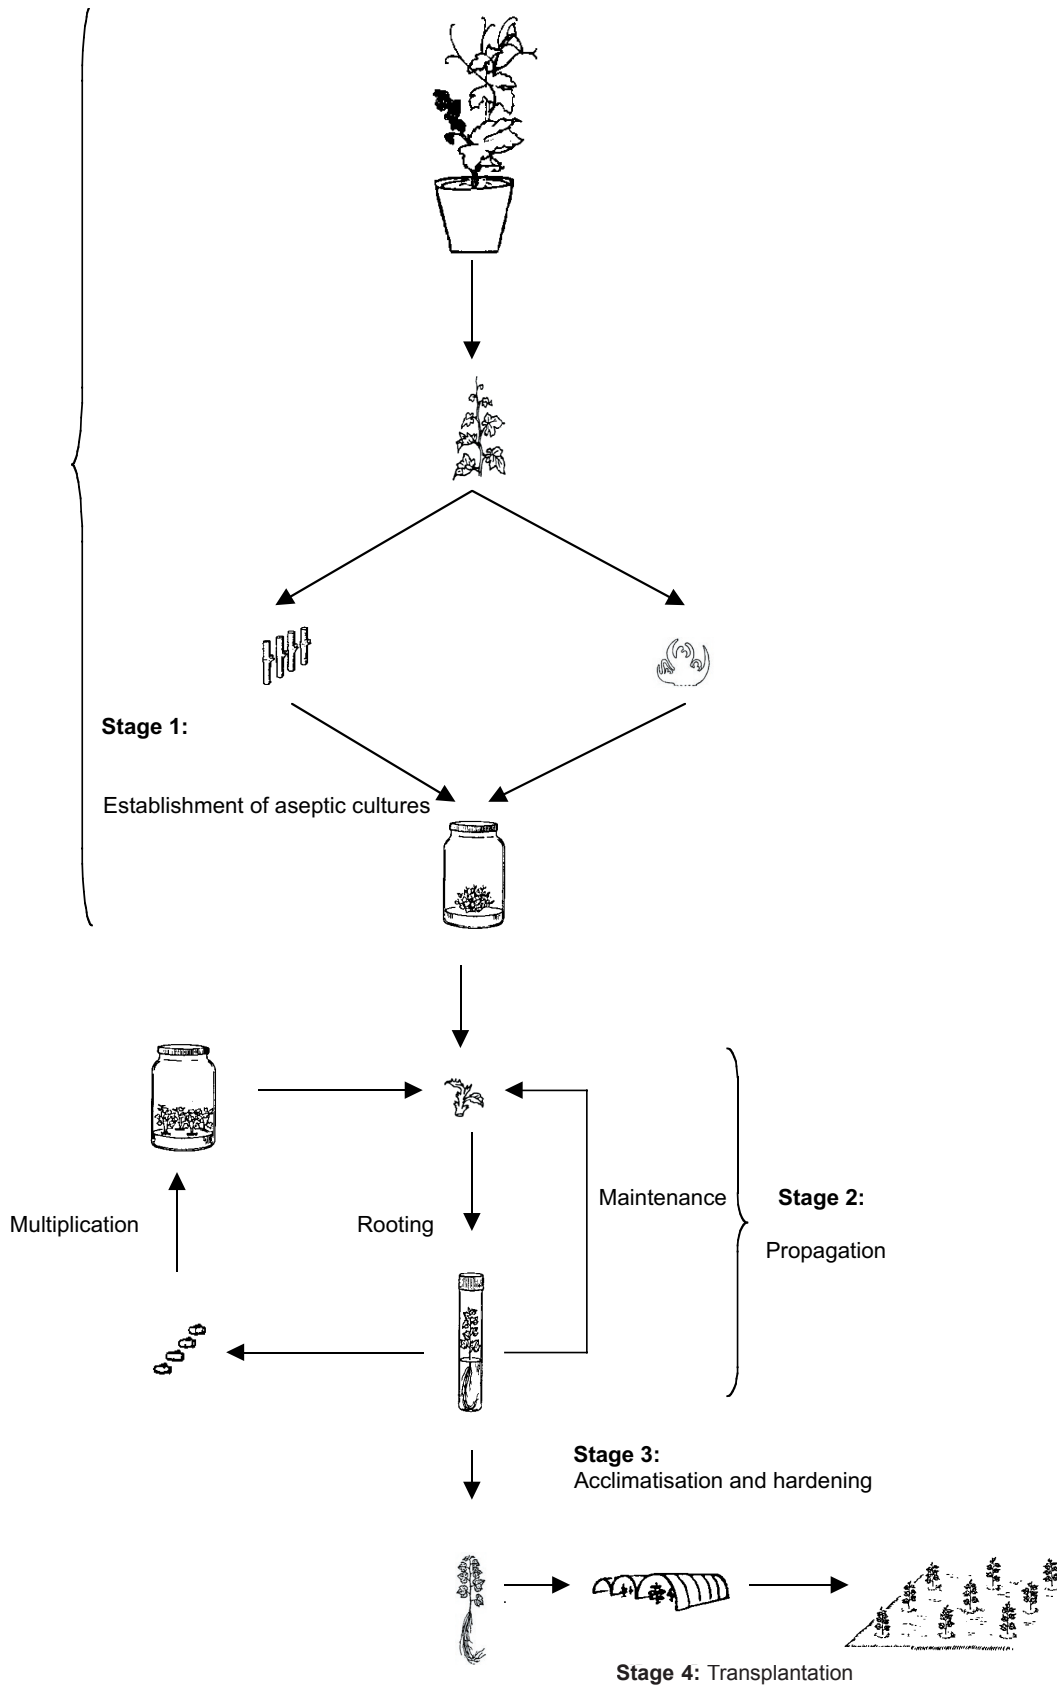 Stage 1:
Establishment of aseptic cultures
Multiplication
Rooting
Maintenance
Stage 2:
Propagation
Stage 3:
Acclimatisation and hardening
Stage 4: Transplantation